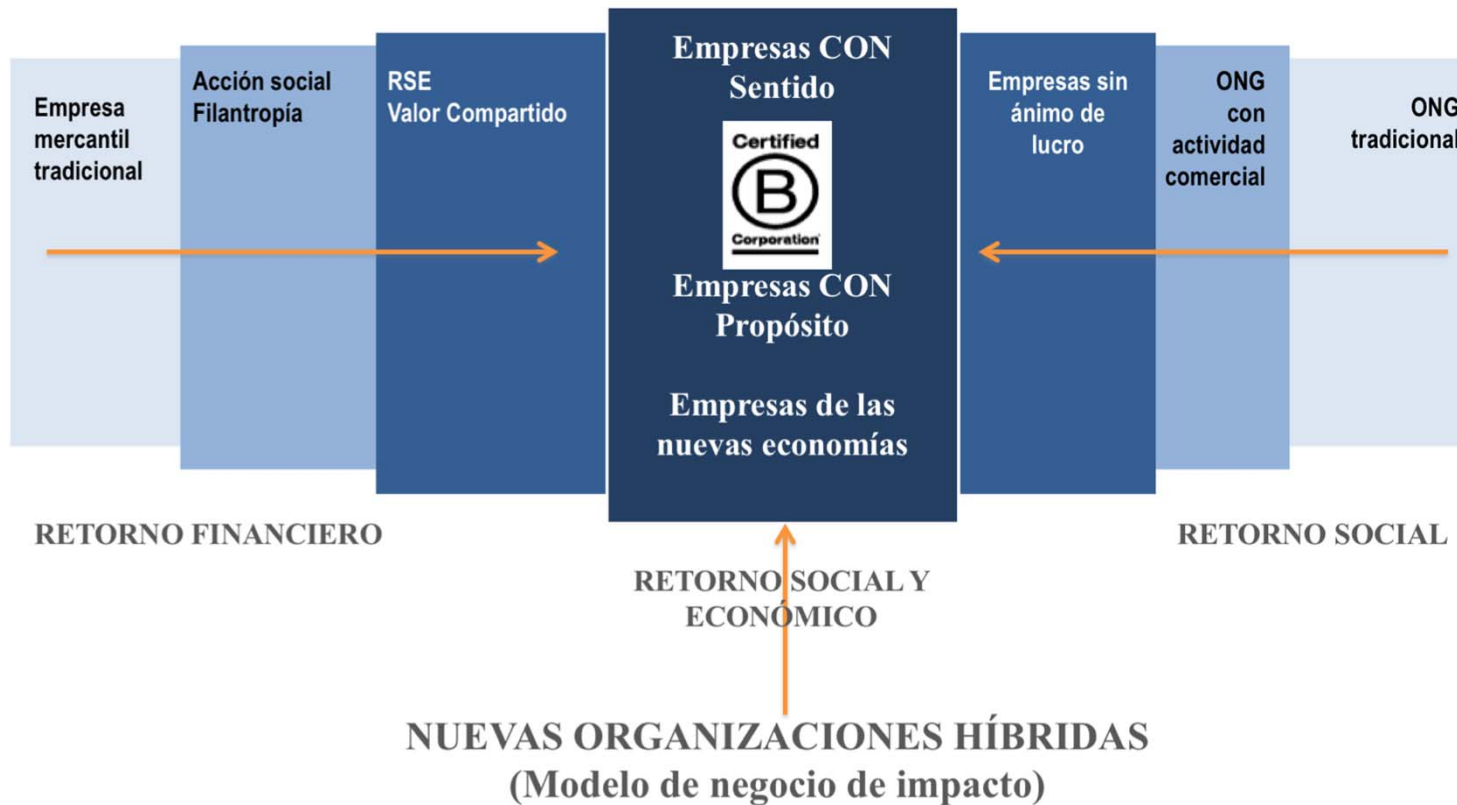 Empresa
mercantil
tradicional
Acción social
Filantropía
RSE
Valor Compartido
Empresas CON
Sentido
Certified
B
Corporation
Empresas CON
Propósito
Empresas de las
nuevas economías
Empresas sin
ánimo de
lucro
ONG
con
actividad
comercial
ONG
tradicional
RETORNO FINANCIERO
RETORNO SOCIAL Y
ECONÓMICO
RETORNO SOCIAL
NUEVAS ORGANIZACIONES HÍBRIDAS
(Modelo de negocio de impacto)